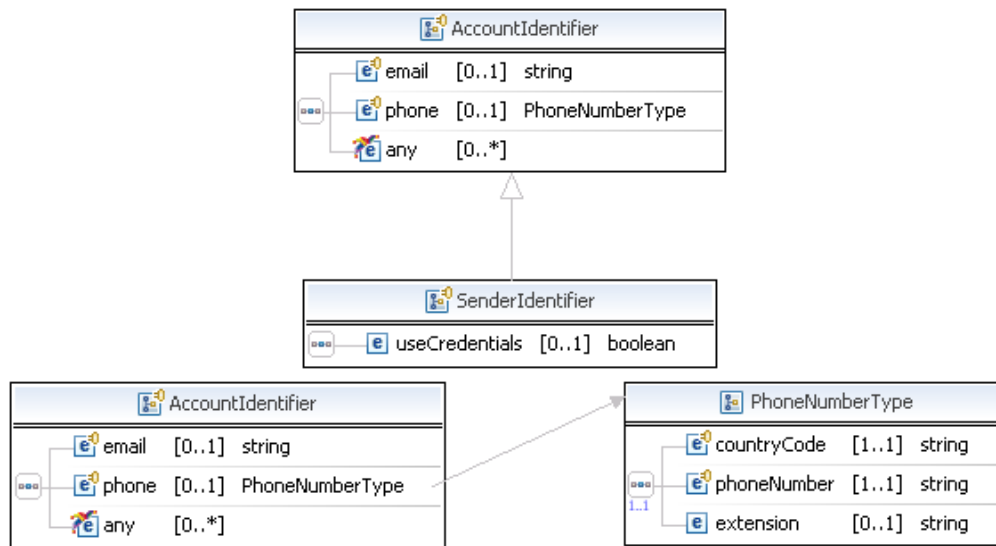 AccountIdentifier
email [0..1] string
phone [0..1] PhoneNumberType
any [0..*]
SenderIdentifier
useCredentials [0..1] boolean
AccountIdentifier
email [0..1] string
phone [0..1] PhoneNumberType
any [0..*]
PhoneNumberType
countryCode [1..1] string
phoneNumber [1..1] string
1..1
extension [0..1] string